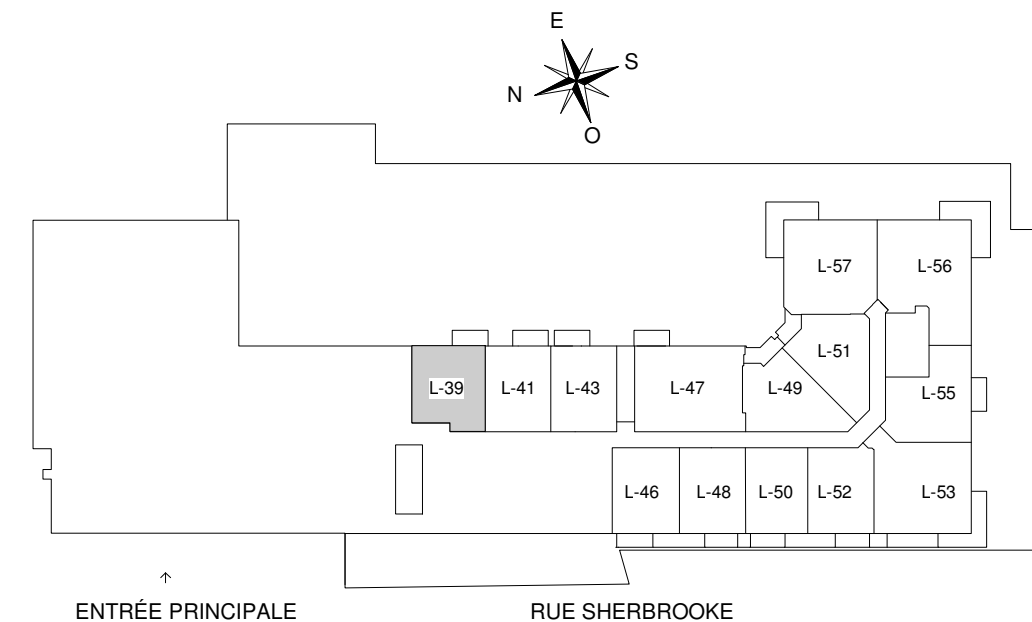 E
S
N
O
L-57
L-56
L-51
L-39
L-41
L-43
L-47
L-49
L-55
L-46
L-48
L-50
L-52
L-53
ENTRÉE PRINCIPALE
RUE SHERBROOKE